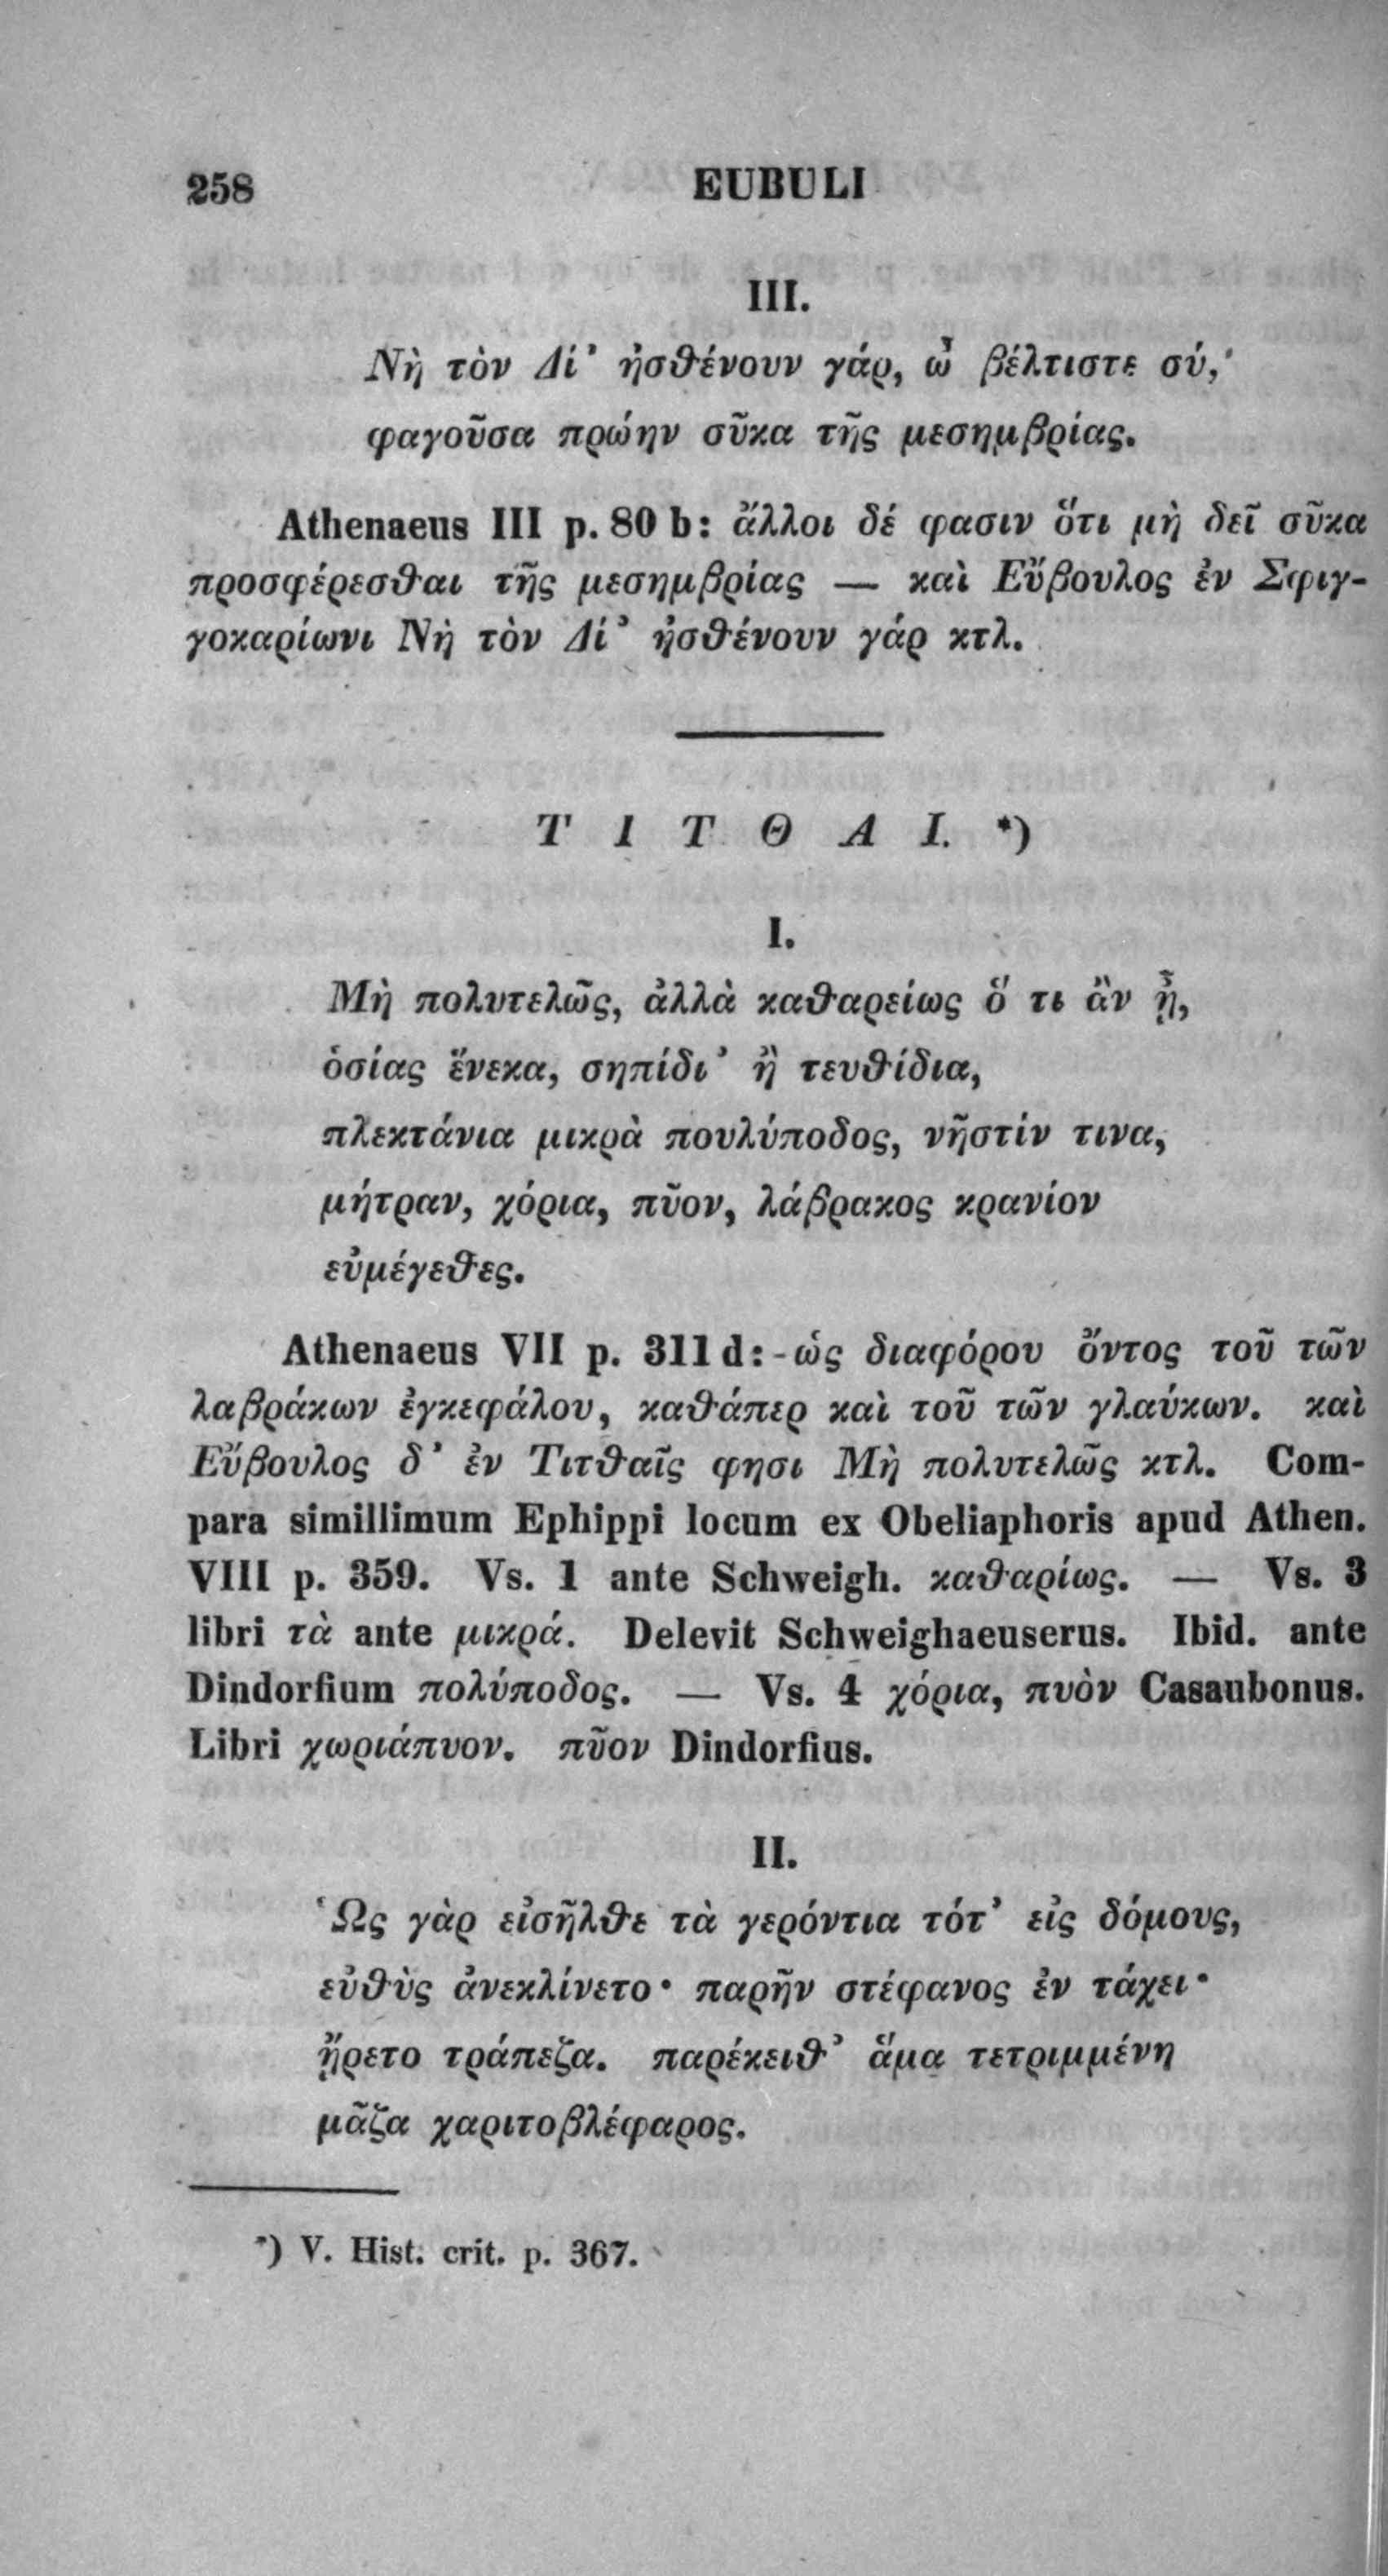 258 EUBULI
III.
Νὴ τὸν Δί’ ἠσθένουν γάρ, ὦ βέλτιστε σύ,
φαγοῦσα πρώην σῦκα τῆς μεσημβρίας.
Athenaeus III p. 80 b: ἄλλοι δέ φασιν ὅτι μὴ δεῖ σῦκα
προσφέρεσθαι τῆς μεσημβρίας — καὶ Εὔβουλος ἐν Σφιγ-
γοκαρίωνι Νὴ τὸν Δί’ ἠσθένουν γάρ κτλ.
ΤΙΤΘΑΙ. *)
I.
Μὴ πολυτελῶς, ἀλλὰ καθαρείως ὅ τι ἂν ᾖ,
ὁσίας ἕνεκα, σηπίδι’ ἢ τευθίδια,
πλεκτάνια μικρὰ πουλύποδος, νῆστίν τινα,
μήτραν, χόρια, πῦον, λάβρακος κρανίον
εὐμέγεθες.
Athenaeus VII p. 311 d: ὡς διαφόρου ὄντος τοῦ τῶν
λαβράκων ἐγκεφάλου, καθάπερ καὶ τοῦ τῶν γλαύκων. καὶ
Εὔβουλος δ’ ἐν Τιτθαῖς φησι Μὴ πολυτελῶς κτλ. Com-
para simillimum Ephippi locum ex Obeliaphoris apud Athen.
VIII p. 359. Vs. 1 ante Schweigh. καθαρίως. — Vs. 3
libri τὰ ante μικρά. Delevit Schweighaeuserus. Ibid. ante
Dindorfium πολύποδος. — Vs. 4 χόρια, πυὸν Casaubonus.
Libri χωριάπυον. πῦον Dindorfius.
II.
Ὡς γὰρ εἰσῆλθε τὰ γερόντια τότ’ εἰς δόμους,
εὐθὺς ἀνεκλίνετο· παρῆν στέφανος ἐν τάχει·
ᾔρετο τράπεζα. παρέκειθ’ ἅμα τετριμμένη
μᾶζα χαριτοβλέφαρος.
*) V. Hist. crit. p. 367.